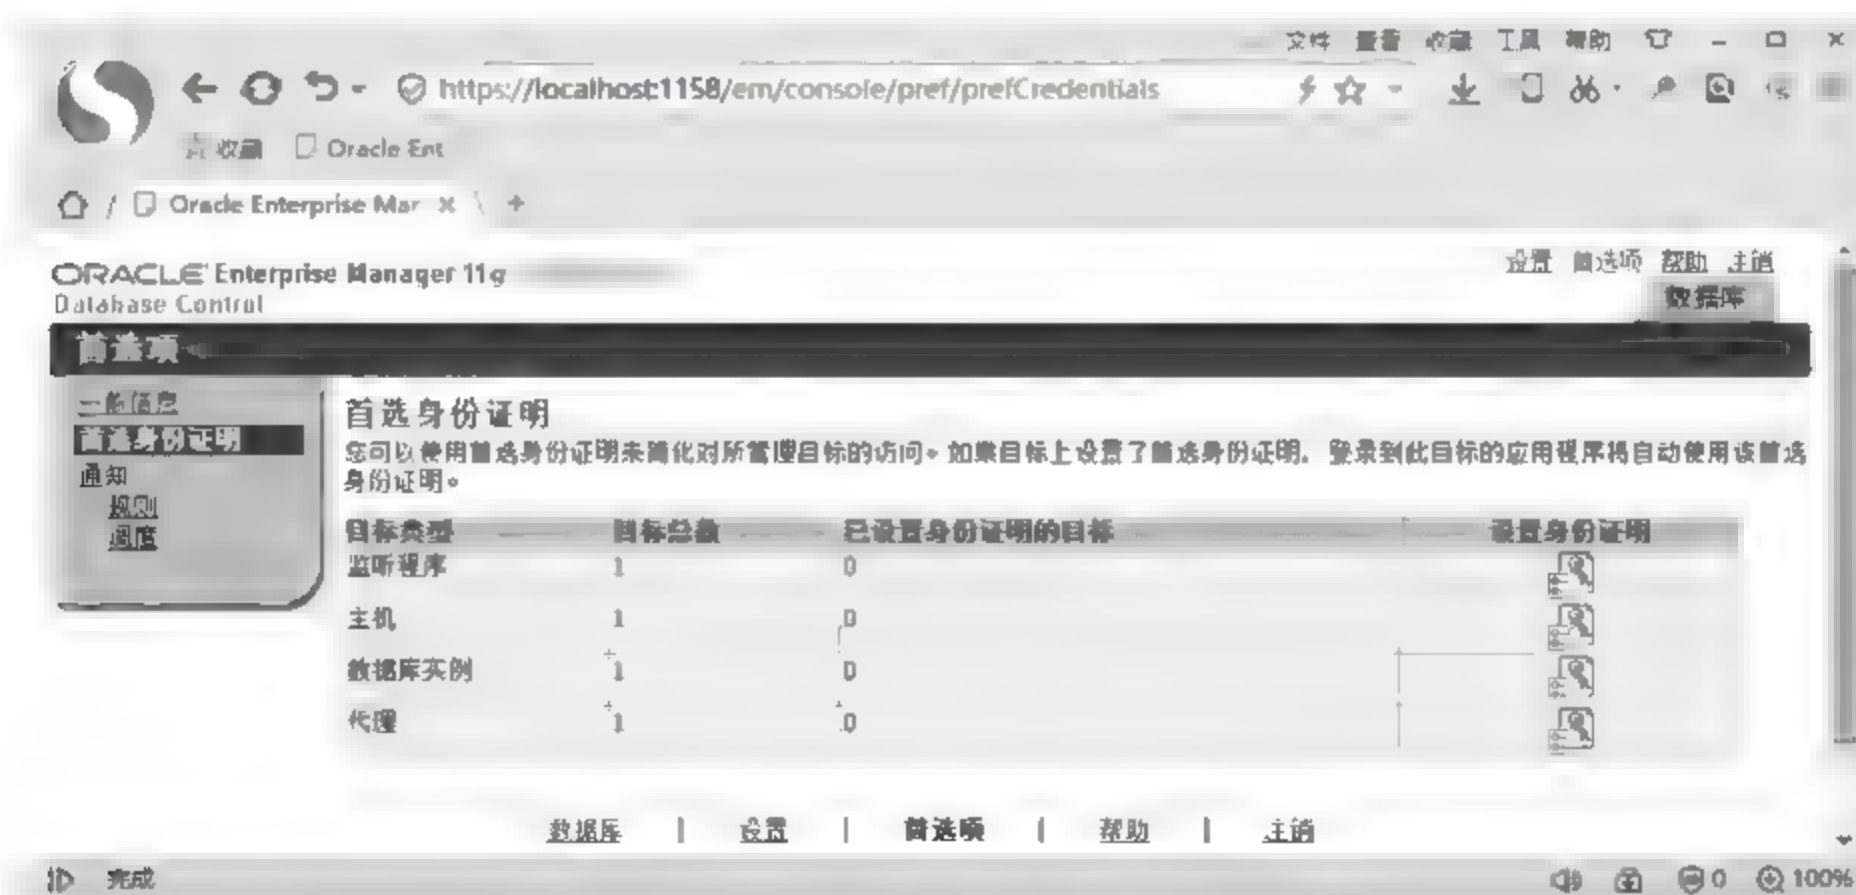 文件 查看 收藏 工具 帮助
https://localhost:1158/em/console/pref/prefCredentials
收藏 Oracle Ent
Oracle Enterprise Mar
ORACLE Enterprise Manager 11g
Database Control
设置 首选项 帮助 注销
数据库
首选项
一般信息
首选身份证明
通知
规则
调度
首选身份证明
您可以使用首选身份证明来简化对所管理目标的访问。如果目标上设置了首选身份证明, 登录到此目标的应用程序将自动使用该首选
身份证明。
目标类型 目标总数 已设置身份证明的目标 设置身份证明
监听程序 1 0
主机 1 0
数据库实例 1 0
代理 1 0
数据库 | 设置 | 首选项 | 帮助 | 注销
完成 0 100%